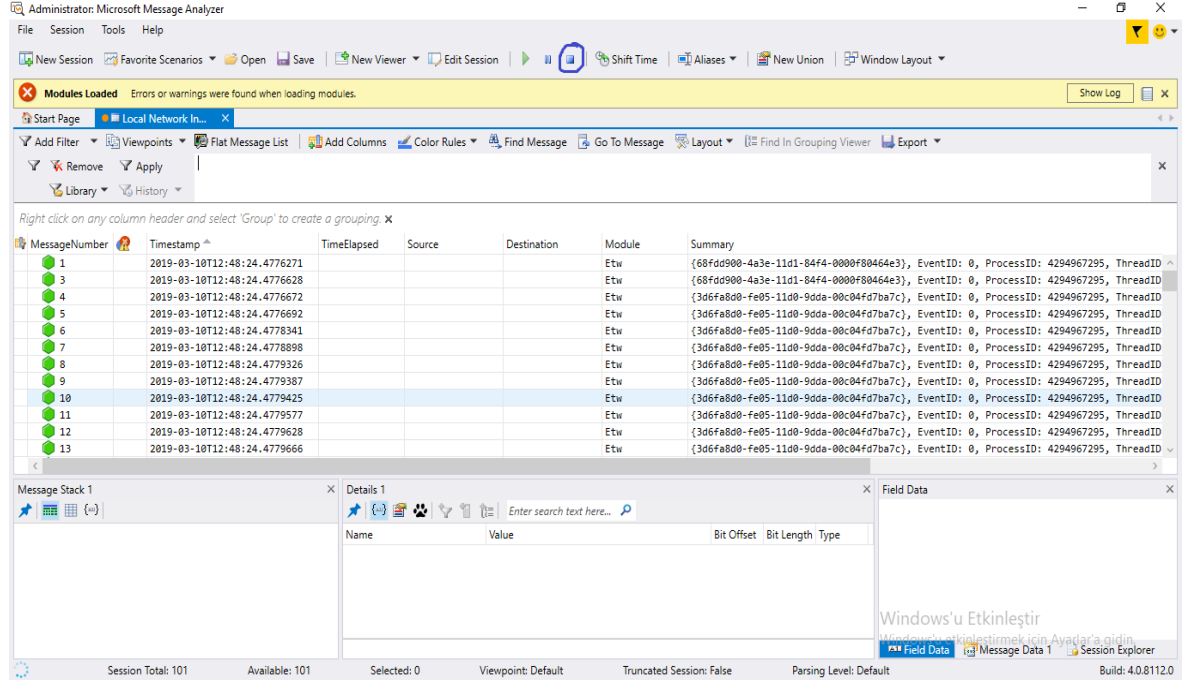 Administrator: Microsoft Message Analyzer
File Session Tools Help
New Session Favorite Scenarios Open Save New Viewer Edit Session Shift Time Aliases New Union Window Layout
Modules Loaded Errors or warnings were found when loading modules. Show Log
Start Page Local Network In... X
Add Filter Viewpoints Flat Message List Add Columns Color Rules Find Message Go To Message Layout Find In Grouping Viewer Export
Remove Apply
Library History
Right click on any column header and select 'Group' to create a grouping.
MessageNumber Timestamp TimeElapsed Source Destination Module Summary
1 2019-03-10T12:48:24.4776271 Etw {68fdd900-4a3e-11d1-84f4-0000f80464e3}, EventID: 0, ProcessID: 4294967295, ThreadID
3 2019-03-10T12:48:24.4776628 Etw {68fdd900-4a3e-11d1-84f4-0000f80464e3}, EventID: 0, ProcessID: 4294967295, ThreadID
4 2019-03-10T12:48:24.4776672 Etw {3d6fa8d0-fe05-11d0-9dda-00c04fd7ba7c}, EventID: 0, ProcessID: 4294967295, ThreadID
5 2019-03-10T12:48:24.4776692 Etw {3d6fa8d0-fe05-11d0-9dda-00c04fd7ba7c}, EventID: 0, ProcessID: 4294967295, ThreadID
6 2019-03-10T12:48:24.4778341 Etw {3d6fa8d0-fe05-11d0-9dda-00c04fd7ba7c}, EventID: 0, ProcessID: 4294967295, ThreadID
7 2019-03-10T12:48:24.4778898 Etw {3d6fa8d0-fe05-11d0-9dda-00c04fd7ba7c}, EventID: 0, ProcessID: 4294967295, ThreadID
8 2019-03-10T12:48:24.4779326 Etw {3d6fa8d0-fe05-11d0-9dda-00c04fd7ba7c}, EventID: 0, ProcessID: 4294967295, ThreadID
9 2019-03-10T12:48:24.4779387 Etw {3d6fa8d0-fe05-11d0-9dda-00c04fd7ba7c}, EventID: 0, ProcessID: 4294967295, ThreadID
10 2019-03-10T12:48:24.4779425 Etw {3d6fa8d0-fe05-11d0-9dda-00c04fd7ba7c}, EventID: 0, ProcessID: 4294967295, ThreadID
11 2019-03-10T12:48:24.4779577 Etw {3d6fa8d0-fe05-11d0-9dda-00c04fd7ba7c}, EventID: 0, ProcessID: 4294967295, ThreadID
12 2019-03-10T12:48:24.4779628 Etw {3d6fa8d0-fe05-11d0-9dda-00c04fd7ba7c}, EventID: 0, ProcessID: 4294967295, ThreadID
13 2019-03-10T12:48:24.4779666 Etw {3d6fa8d0-fe05-11d0-9dda-00c04fd7ba7c}, EventID: 0, ProcessID: 4294967295, ThreadID
Message Stack 1 Details 1 Field Data
Enter search text here...
Name Value Bit Offset Bit Length Type
Windows'u Etkinleştir
Windows'u etkinleştirmek için Ayarlar'a gidin.
Field Data Message Data 1 Session Explorer
Session Total: 101 Available: 101 Selected: 0 Viewpoint: Default Truncated Session: False Parsing Level: Default Build: 4.0.8112.0